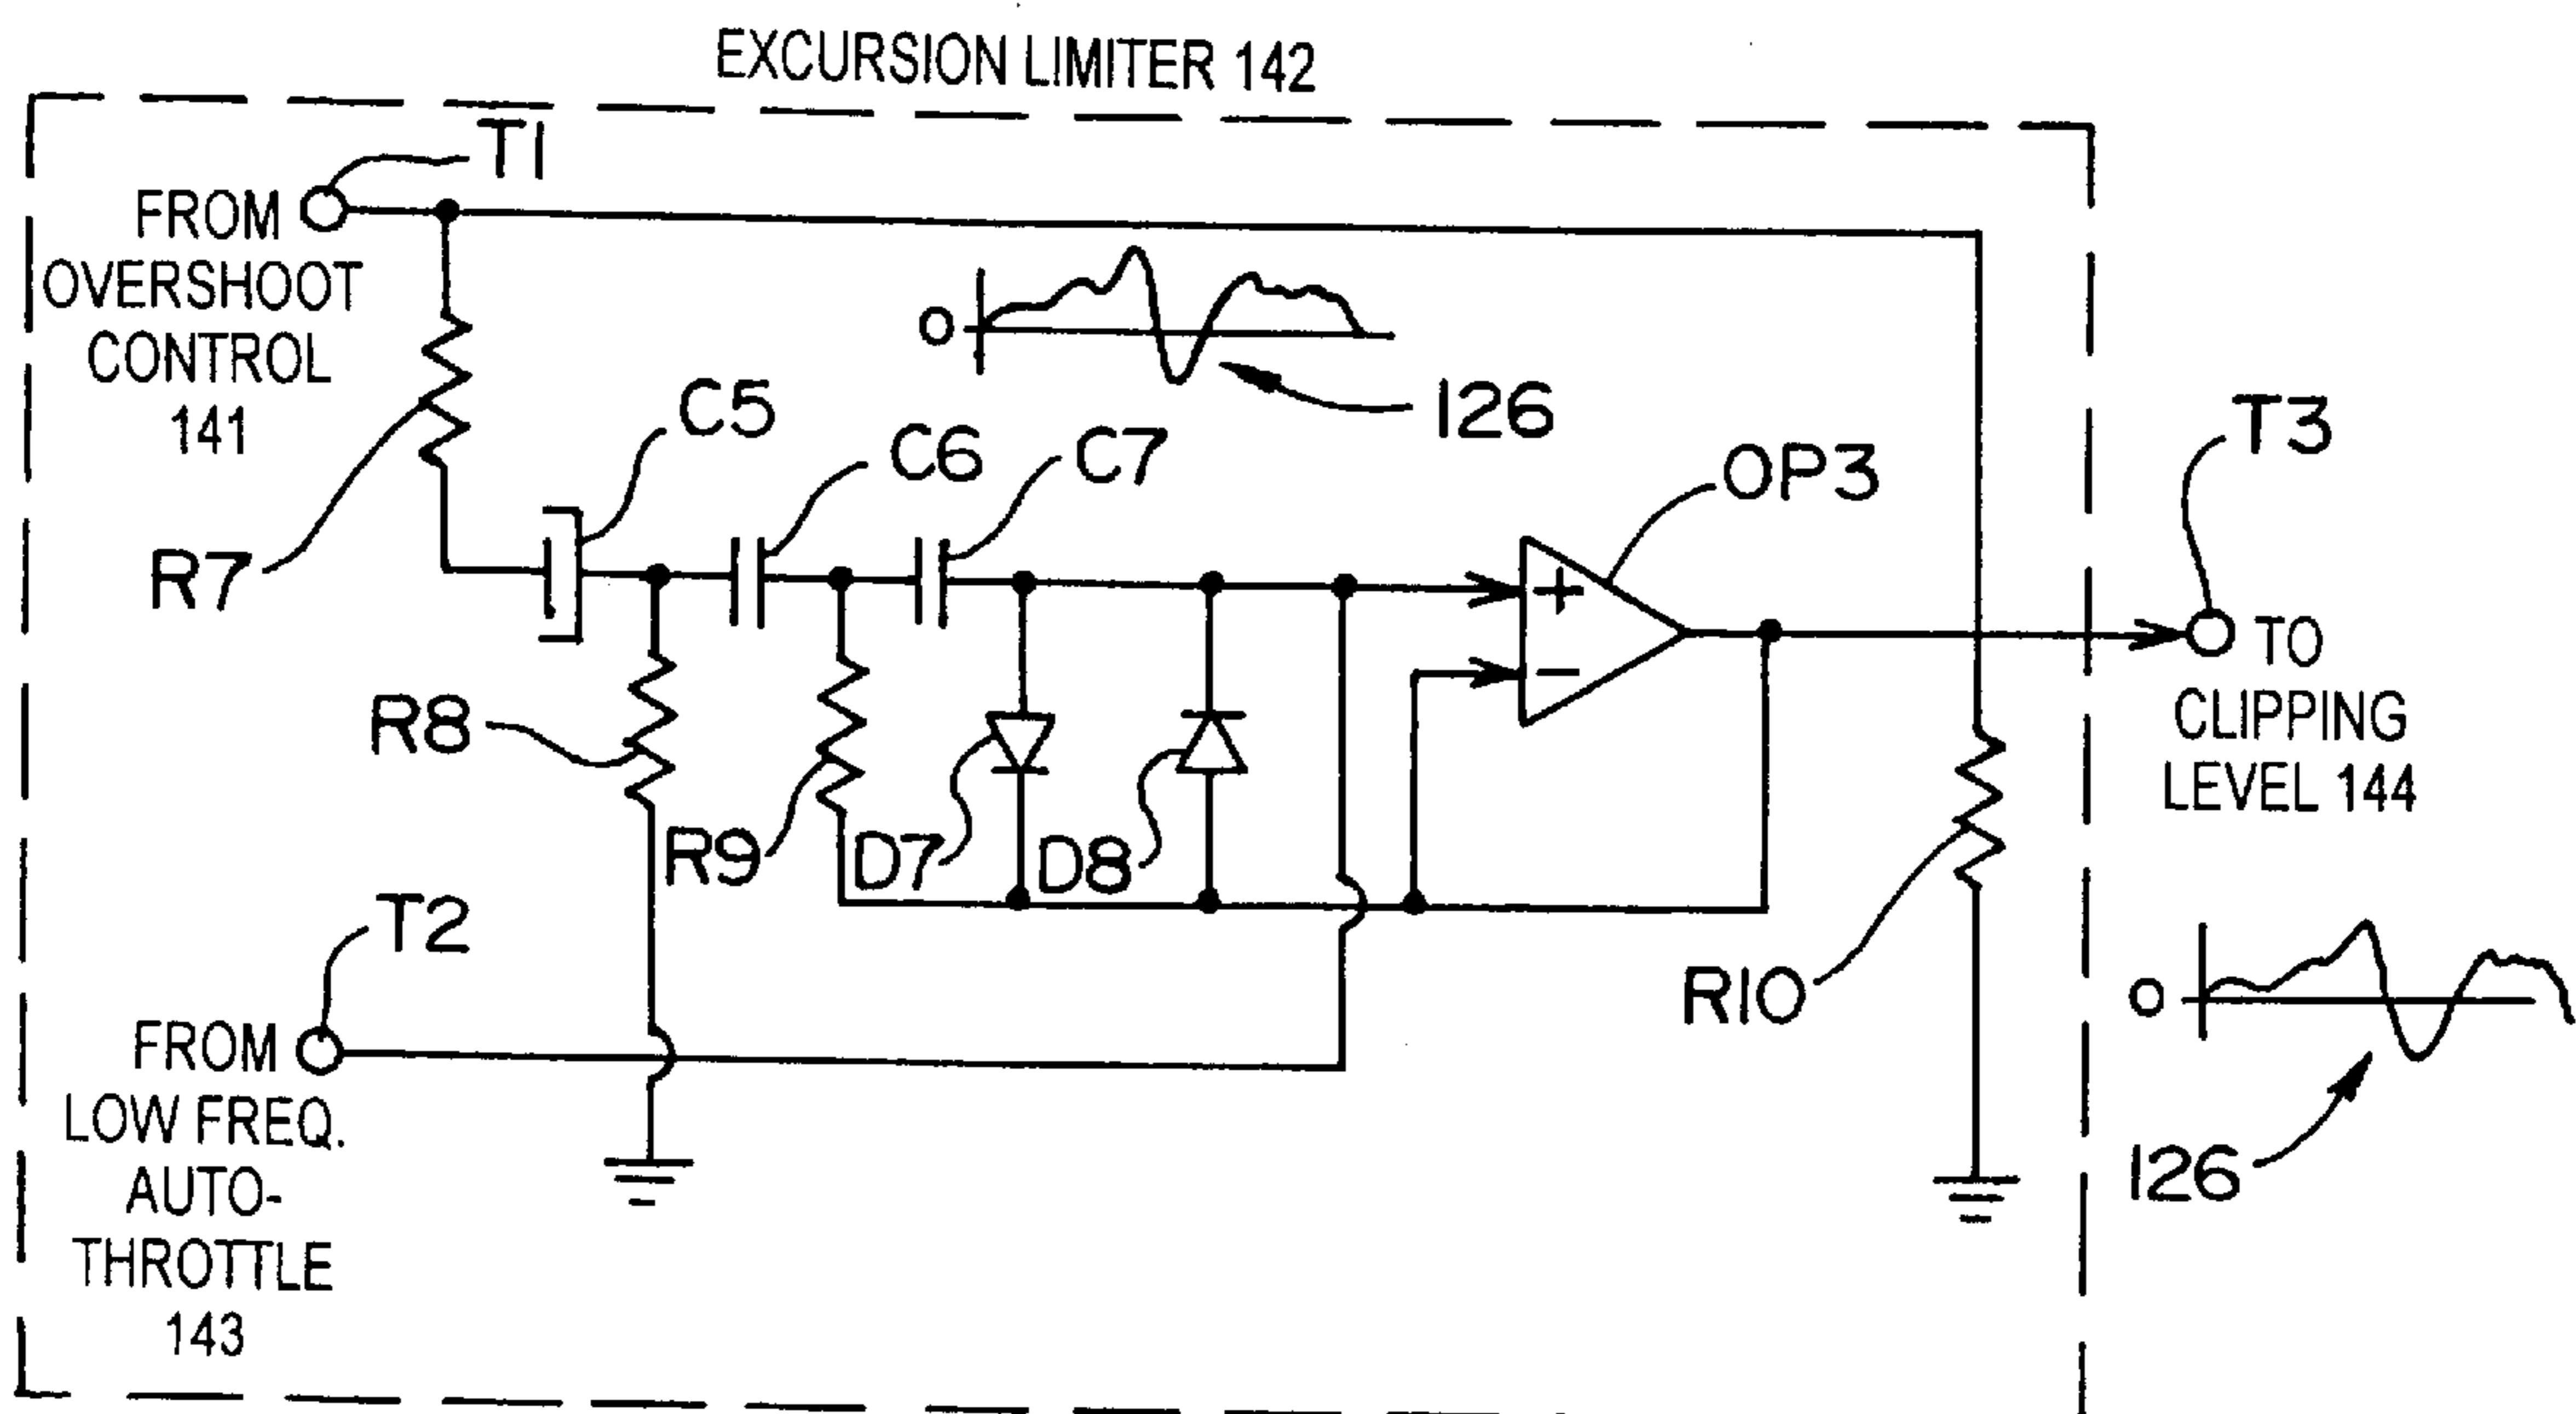 EXCURSION LIMITER 142
T1
FROM
OVERSHOOT
CONTROL
141
O
126
C5
C6
C7
OP3
T3
R7
+
−
TO
CLIPPING
LEVEL 144
R8
R9
D7
D8
T2
R10
O
126
FROM
LOW FREQ.
AUTO-
THROTTLE
143